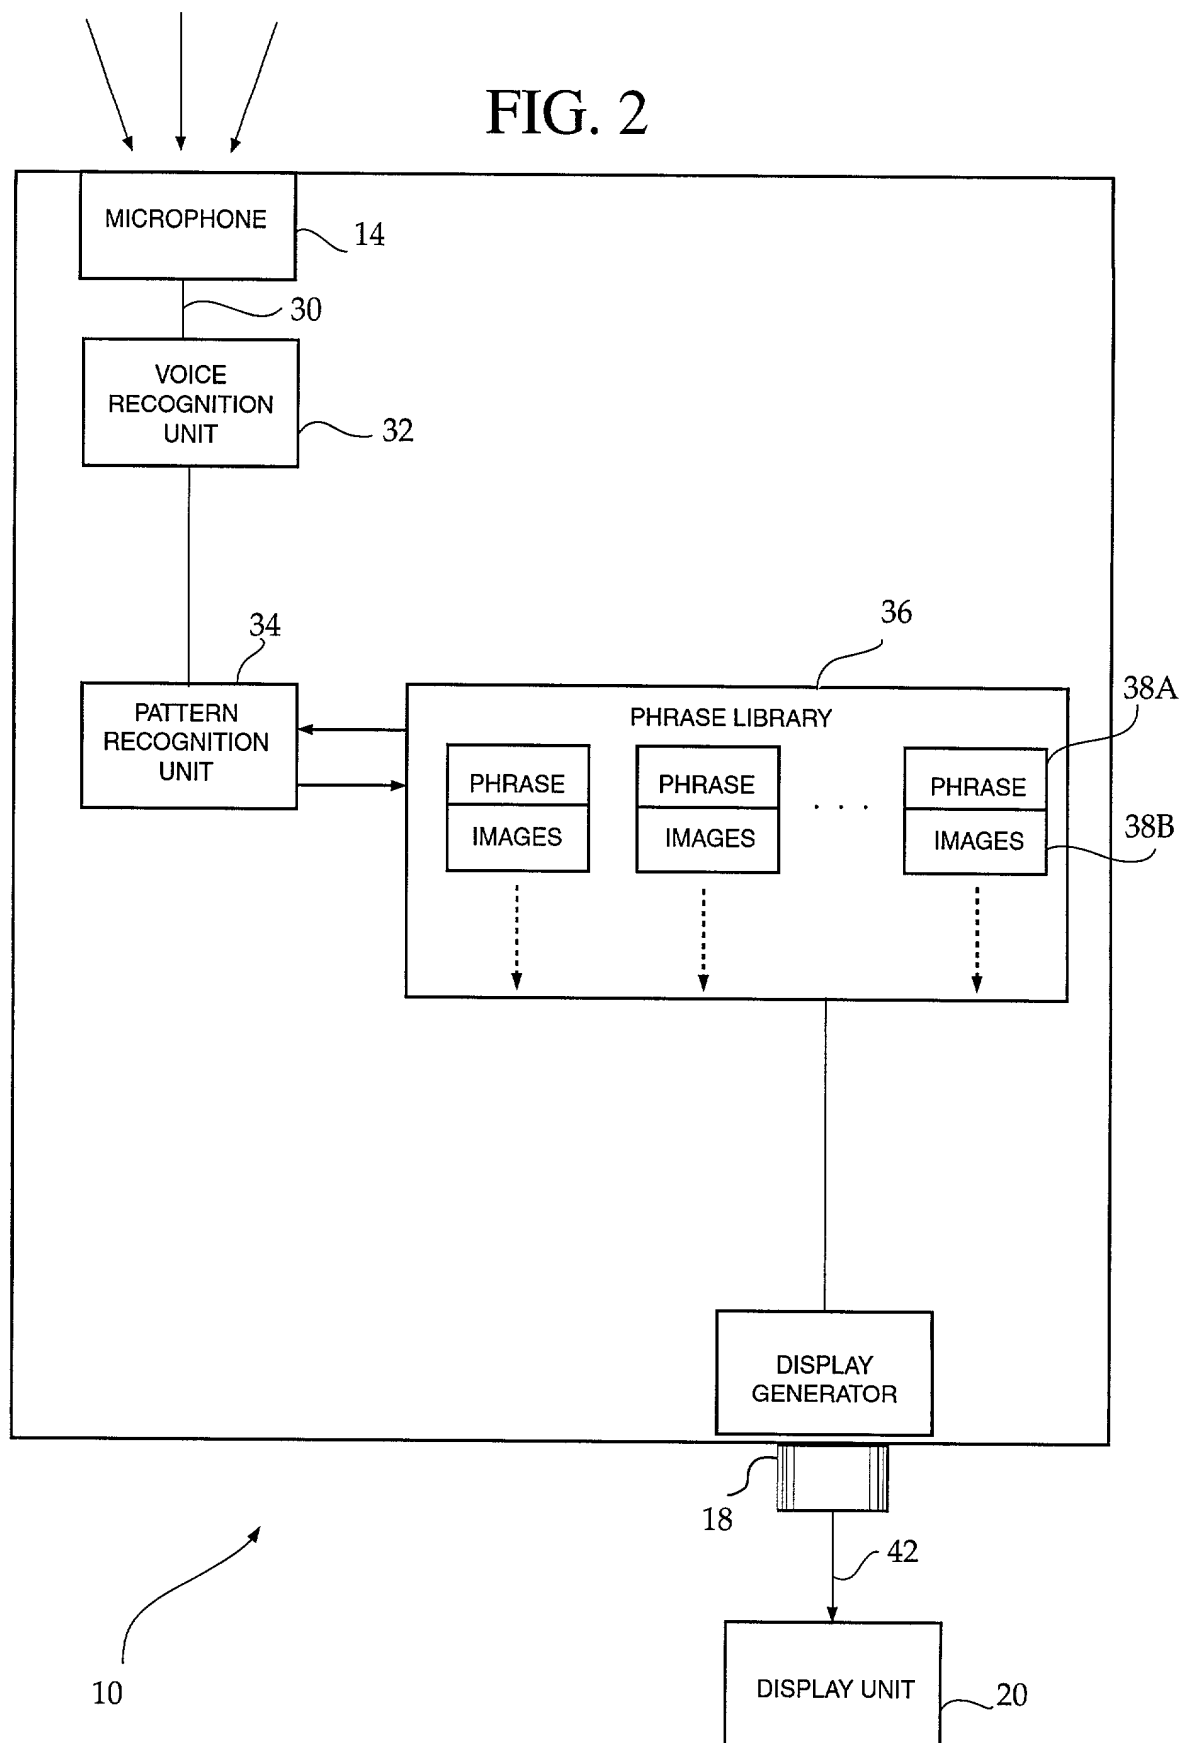 FIG. 2
MICROPHONE
14
30
VOICE
RECOGNITION
UNIT
32
34
PATTERN
RECOGNITION
UNIT
36
PHRASE LIBRARY
38A
PHRASE
IMAGES
PHRASE
IMAGES
. . .
PHRASE
IMAGES
38B
DISPLAY
GENERATOR
18
42
10
DISPLAY UNIT
20